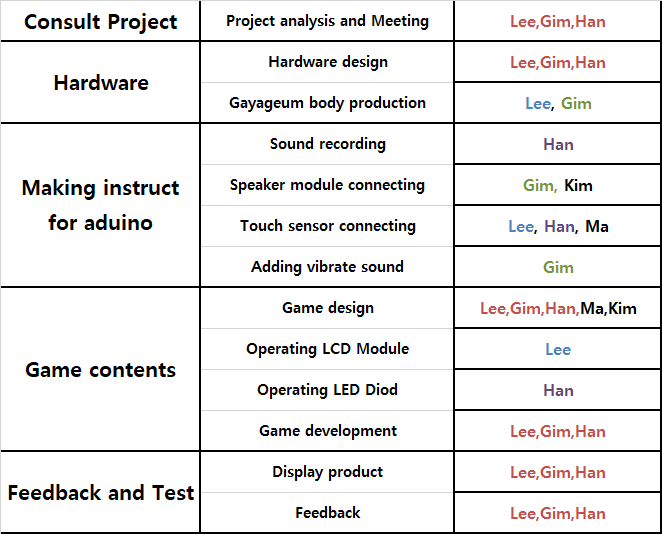 Consult Project
Project analysis and Meeting
Lee,Gim,Han
Hardware
Hardware design
Lee,Gim,Han
Gayageum body production
Lee, Gim
Making instruct
for aduino
Sound recording
Han
Speaker module connecting
Gim, Kim
Touch sensor connecting
Lee, Han, Ma
Adding vibrate sound
Gim
Game contents
Game design
Lee,Gim,Han,Ma,Kim
Operating LCD Module
Lee
Operating LED Diod
Han
Game development
Lee,Gim,Han
Feedback and Test
Display product
Lee,Gim,Han
Feedback
Lee,Gim,Han